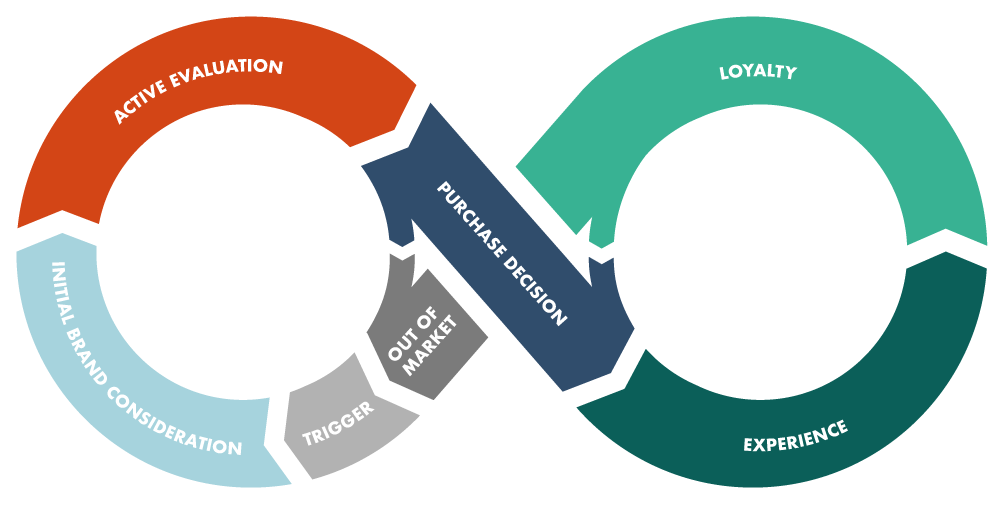 ACTIVE EVALUATION
LOYALTY
PURCHASE DECISION
INITIAL BRAND CONSIDERATION
OUT OF
MARKET
TRIGGER
EXPERIENCE